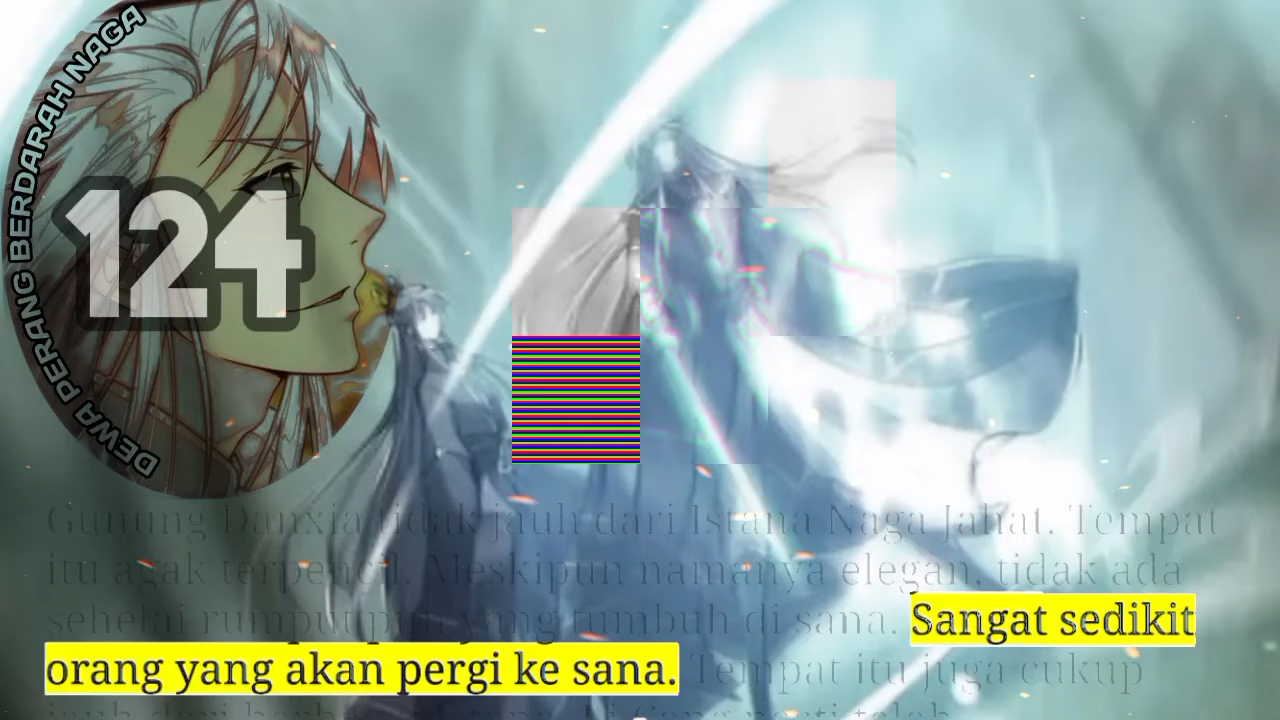 DEWA PERANG BERDARAH NAGA
124
Gunung Danxia tidak jauh dari Istana Naga Jahat. Tempat
itu agak terpencil. Meskipun namanya elegan, tidak ada
sehelai rumput pun yang tumbuh di sana. Sangat sedikit
orang yang akan pergi ke sana. Tempat itu juga cukup
jauh dari